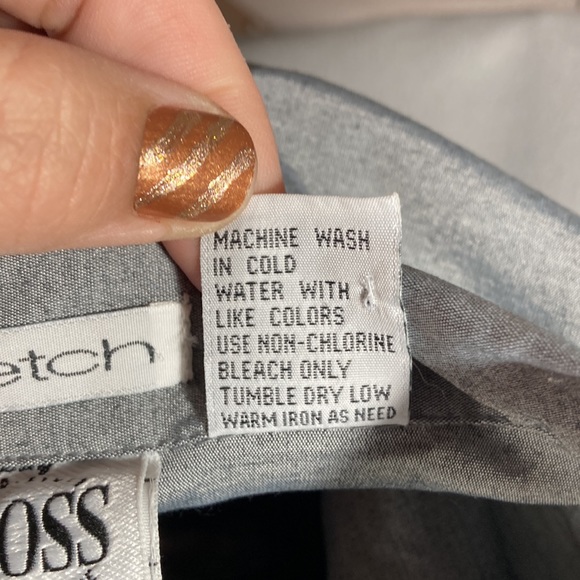 MACHINE WASH
IN COLD
WATER WITH
LIKE COLORS
USE NON-CHLORINE
BLEACH ONLY
TUMBLE DRY LOW
WARM IRON AS NEED
etch
OSS